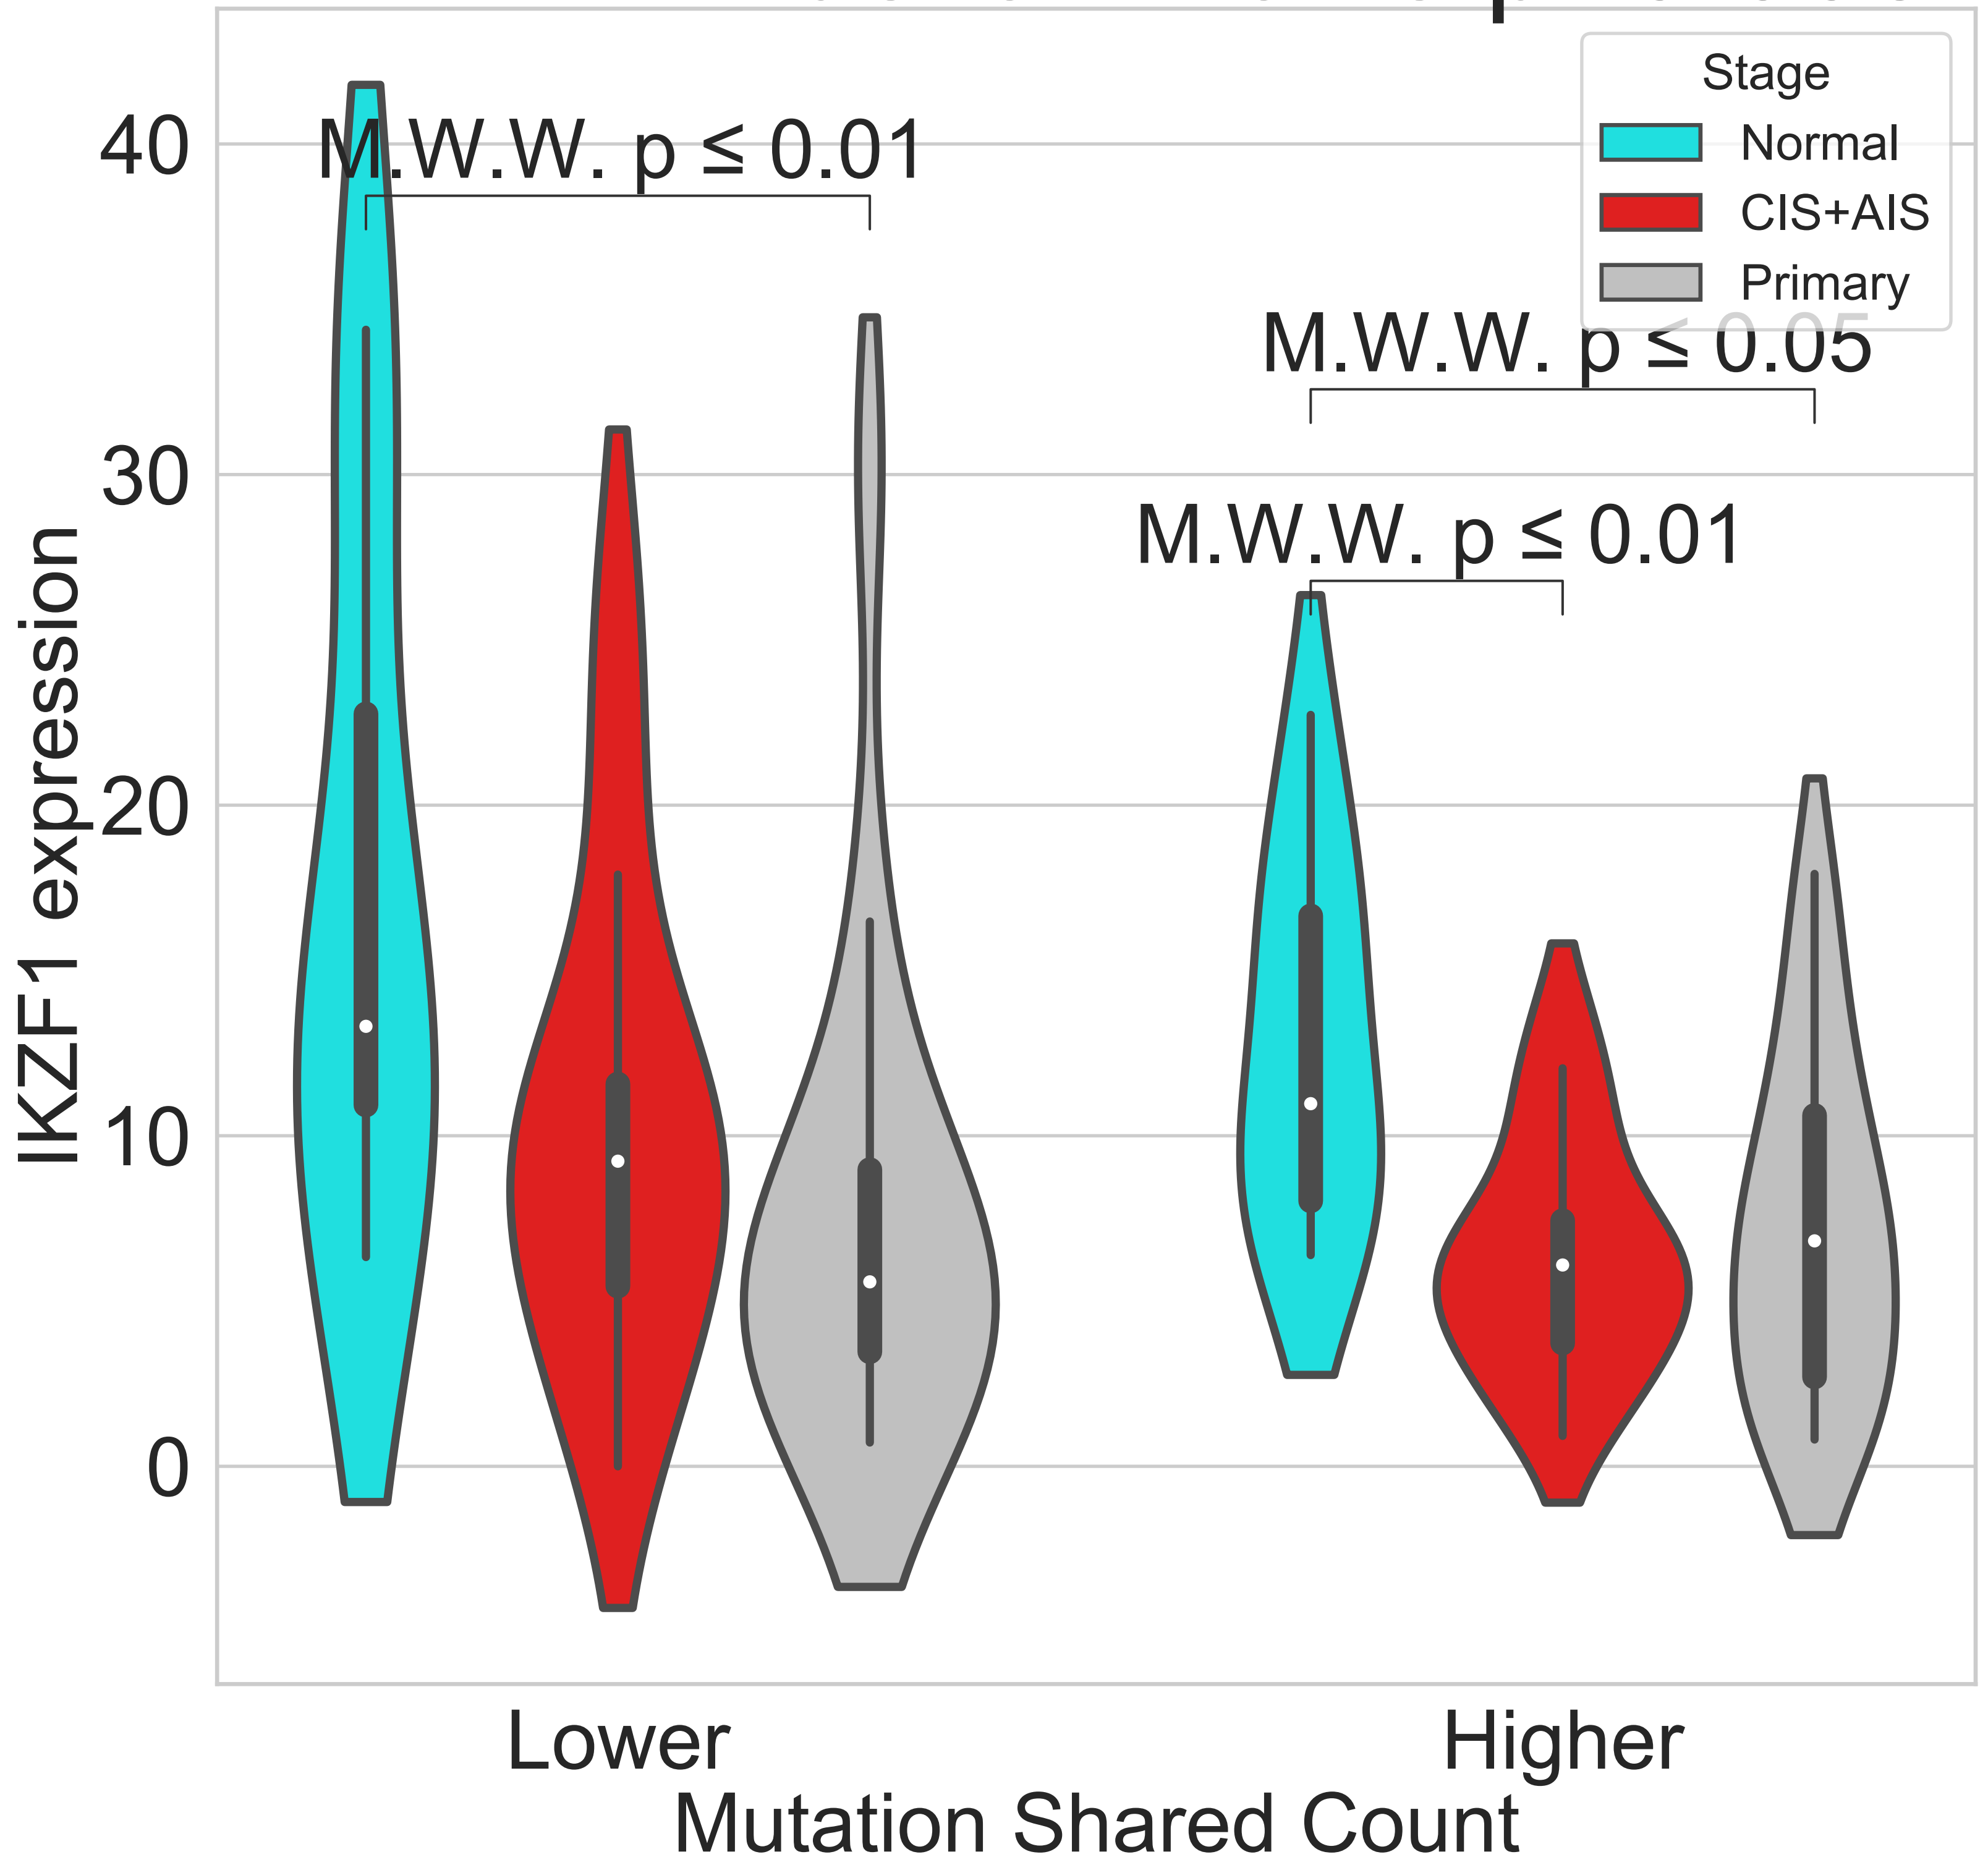 Stage
Normal
CIS+AIS
Primary
M.W.W. p ≤ 0.01
M.W.W. p ≤ 0.05
M.W.W. p ≤ 0.01
40
30
20
10
0
IKZF1 expression
Lower
Higher
Mutation Shared Count